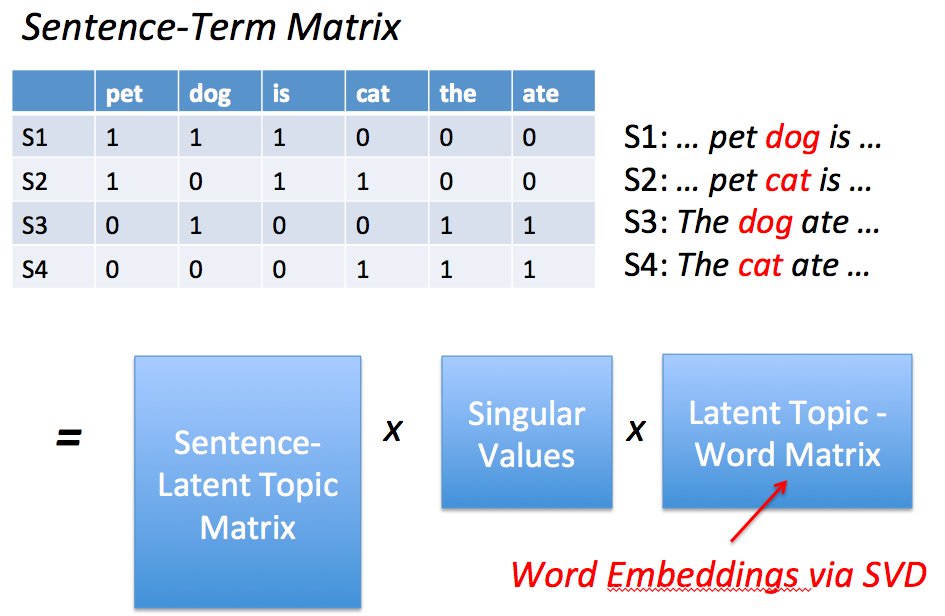 Sentence-Term Matrix
pet dog is cat the ate
S1 1 1 1 0 0 0
S2 1 0 1 1 0 0
S3 0 1 0 0 1 1
S4 0 0 0 1 1 1
S1: ... pet dog is ...
S2: ... pet cat is ...
S3: The dog ate ...
S4: The cat ate ...
=
Sentence-
Latent Topic
Matrix
x
Singular
Values
x
Latent Topic -
Word Matrix
Word Embeddings via SVD